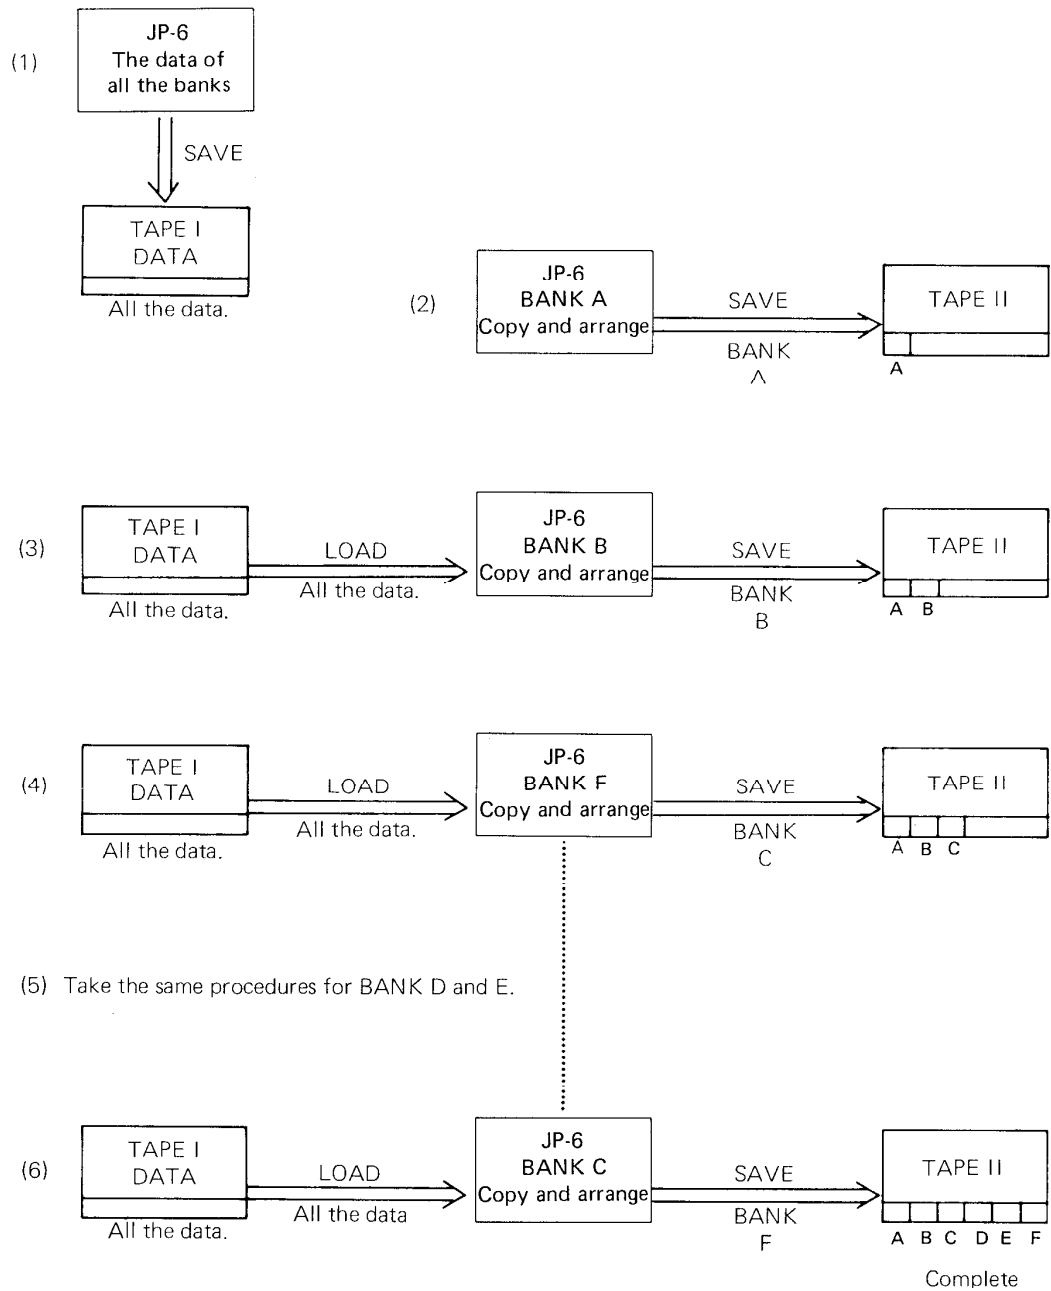 (1)
JP-6
The data of
all the banks
SAVE
TAPE I
DATA
All the data.
(2)
JP-6
BANK A
Copy and arrange
SAVE
BANK
A
TAPE II
A
(3)
TAPE I
DATA
All the data.
LOAD
All the data.
JP-6
BANK B
Copy and arrange
SAVE
BANK
B
TAPE II
A B
(4)
TAPE I
DATA
All the data.
LOAD
All the data.
JP-6
BANK F
Copy and arrange
SAVE
BANK
C
TAPE II
A B C
(5) Take the same procedures for BANK D and E.
(6)
TAPE I
DATA
All the data.
LOAD
All the data
JP-6
BANK C
Copy and arrange
SAVE
BANK
F
TAPE II
A B C D E F
Complete